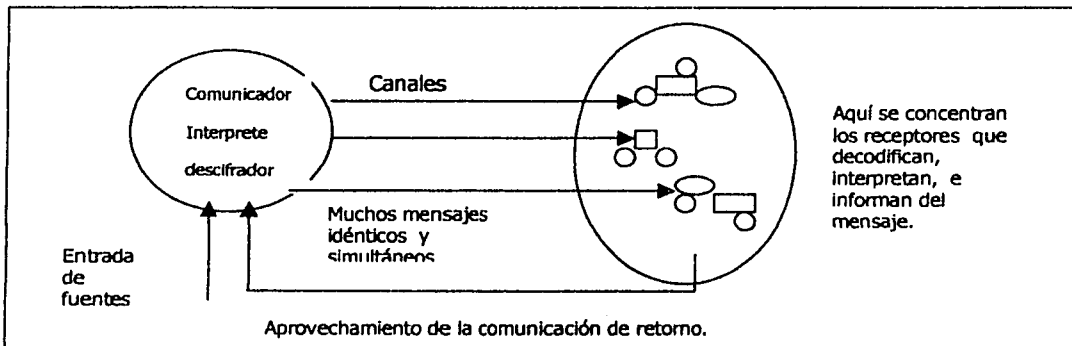 Comunicador
Interprete
descifrador
Canales
Muchos mensajes
idénticos y
simultáneos
Aquí se concentran
los receptores que
decodifican,
interpretan, e
informan del
mensaje.
Entrada
de
fuentes
Aprovechamiento de la comunicación de retorno.